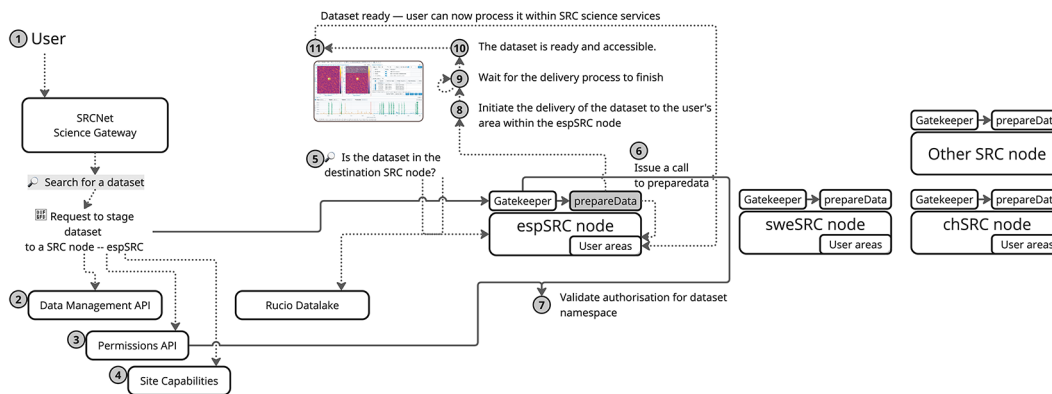 Dataset ready — user can now process it within SRC science services
1 User
11
10 The dataset is ready and accessible.
9 Wait for the delivery process to finish
8 Initiate the delivery of the dataset to the user's
area within the espSRC node
SRCNet
Science Gateway
Search for a dataset
Request to stage
dataset
to a SRC node -- espSRC
5 Is the dataset in the
destination SRC node?
6
Issue a call
to preparedata
Gatekeeper prepareData
espSRC node
User areas
Gatekeeper prepareData
sweSRC node
User areas
Gatekeeper prepareDat
Other SRC node
Gatekeeper prepareDat
chSRC node
User areas
2 Data Management API
Rucio Datalake
7 Validate authorisation for dataset
namespace
3 Permissions API
4 Site Capabilities